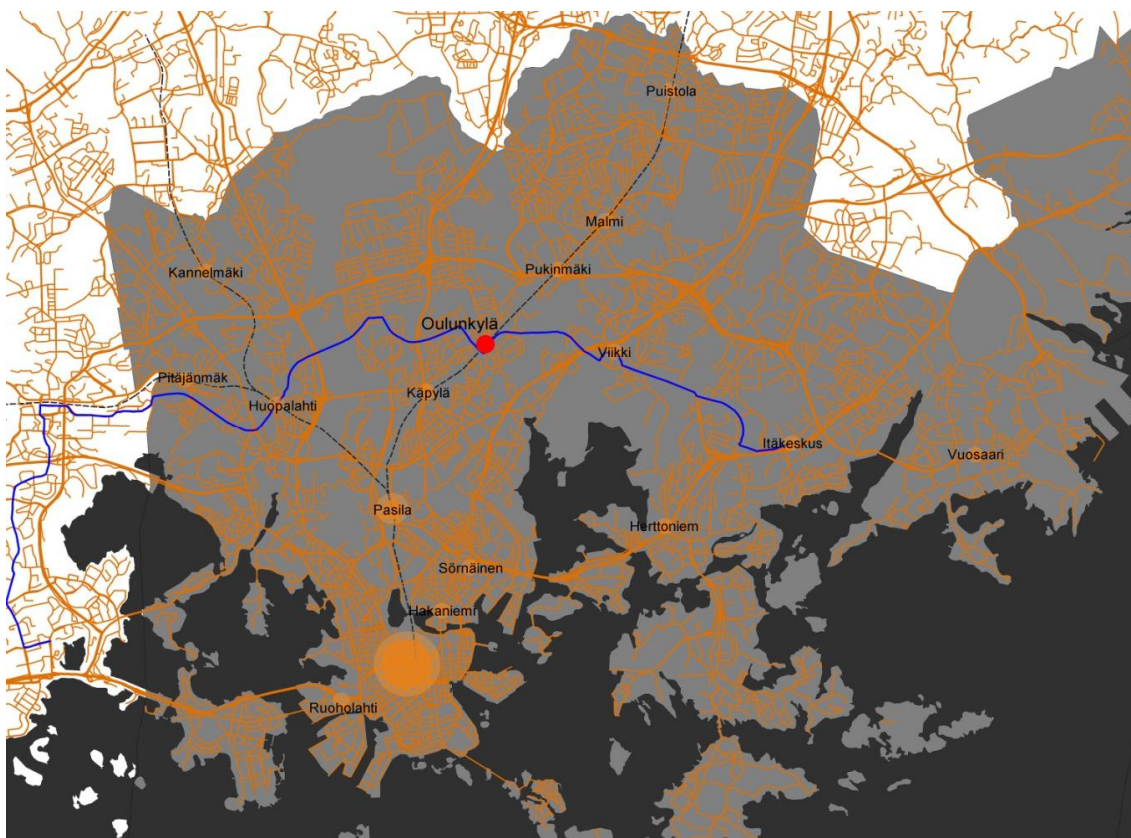 Puistola
Malmi
Kannelmäki
Pukinmäki
Oulunkylä
Viikki
Pitäjänmäk
Käpylä
Huopalahti
Itäkeskus
Vuosaari
Pasila
Herttoniem
Sörnäinen
Hakaniemi
Ruoholahti